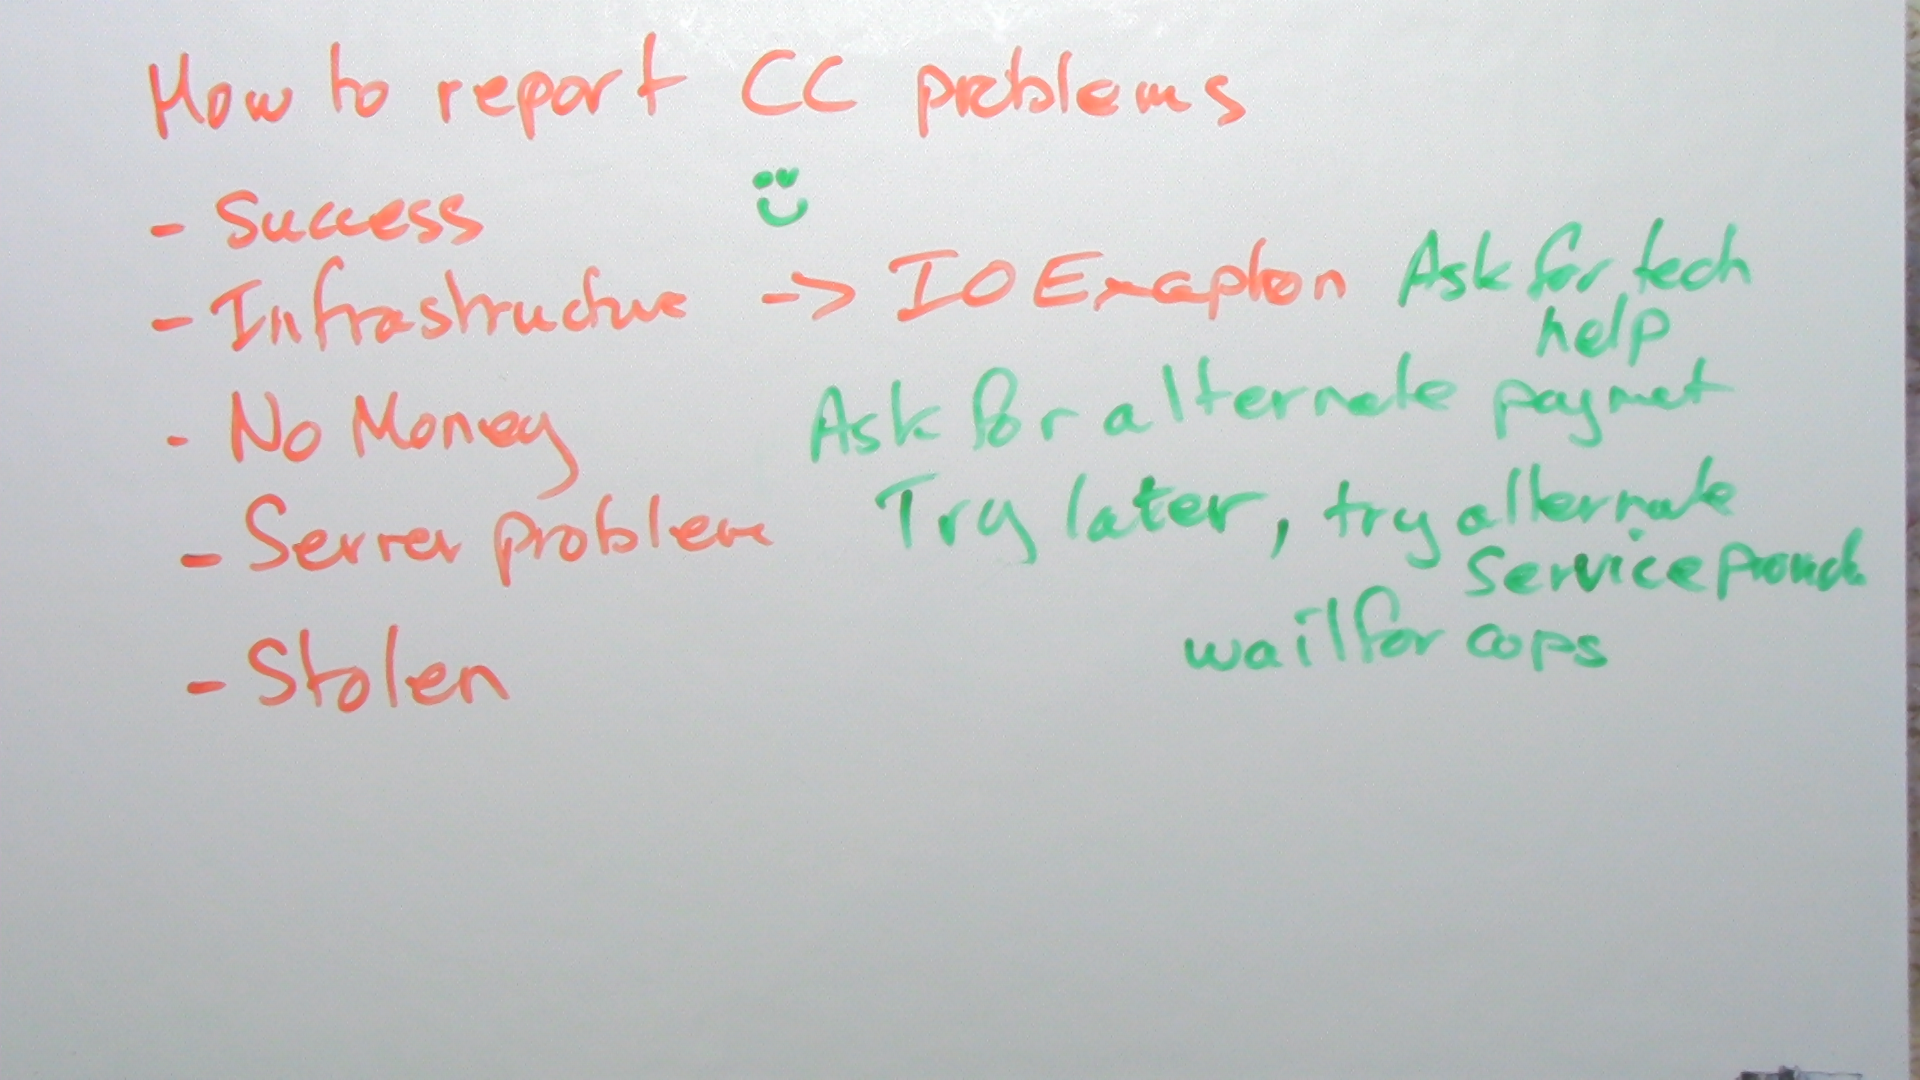 How to report CC problems
- Success
- Infrastructure -> IO Exception Ask for tech
help
- No Money Ask for alternate paymet
- Server problem Try later, try alternate
Service
- Stolen wait for cops